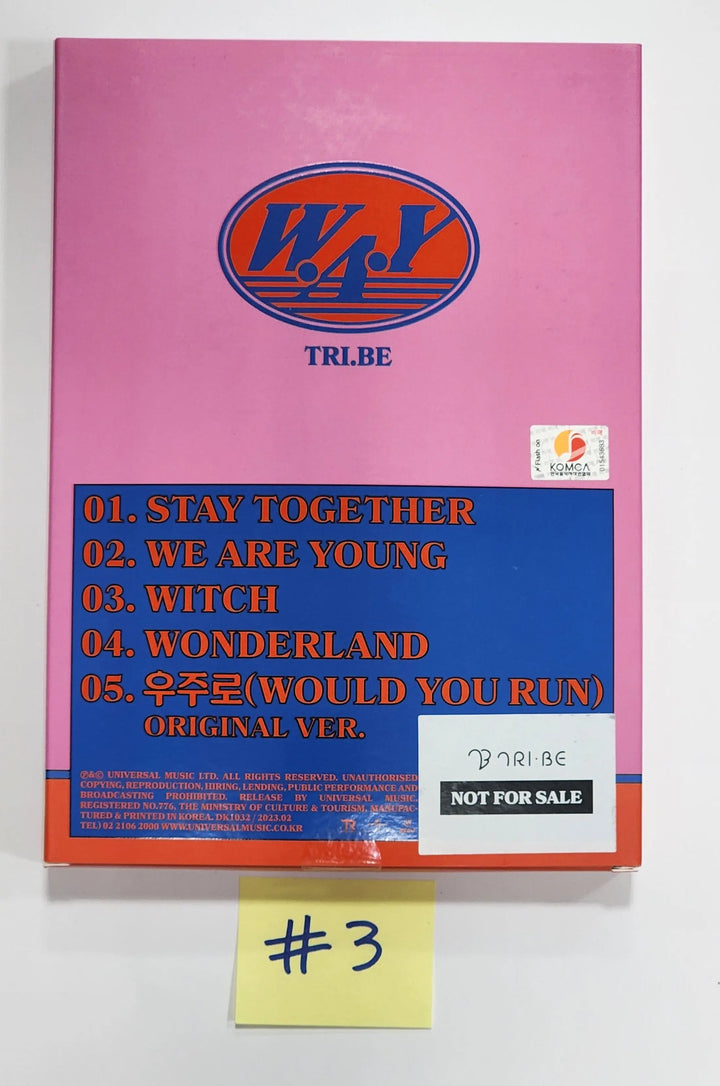 W.A.Y
TRI.BE
Flash on
KOMCA
01543663
01. STAY TOGETHER
02. WE ARE YOUNG
03. WITCH
04. WONDERLAND
05. 우주로(WOULD YOU RUN)
ORIGINAL VER.
℗&© UNIVERSAL MUSIC LTD. ALL RIGHTS RESERVED. UNAUTHORISED
COPYING, REPRODUCTION, HIRING, LENDING, PUBLIC PERFORMANCE AND
BROADCASTING PROHIBITED. RELEASE BY UNIVERSAL MUSIC.
REGISTERED NO.776, THE MINISTRY OF CULTURE & TOURISM. MANUFAC-
TURED & PRINTED IN KOREA. DK1032 / 2023.02
TEL) 02 2106 2000 WWW.UNIVERSALMUSIC.CO.KR
TRI·BE
NOT FOR SALE
#3